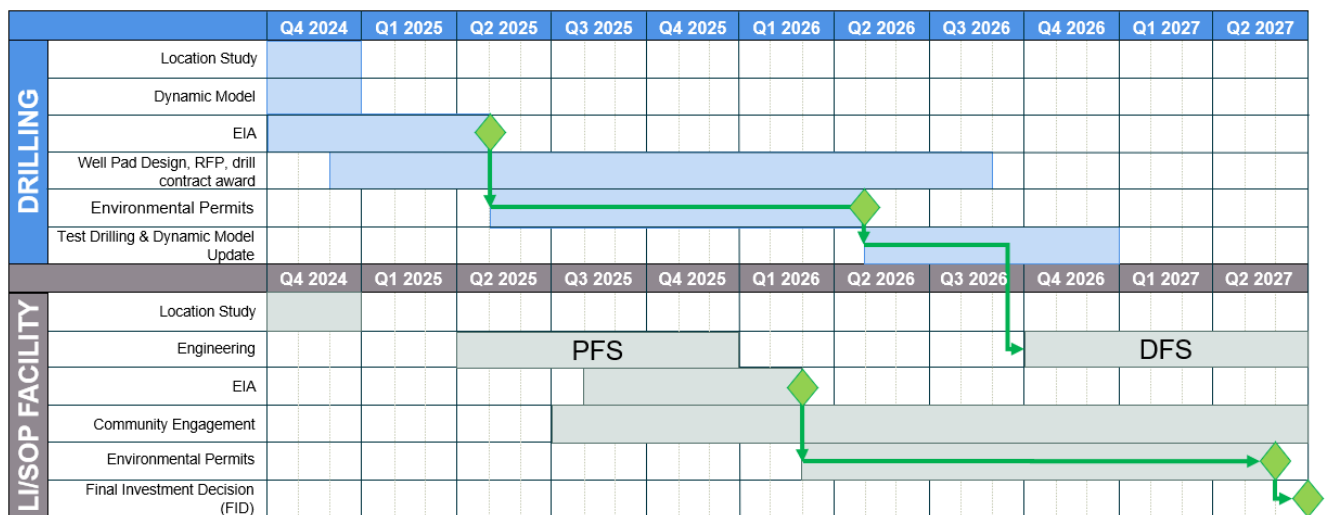 Q4 2024 Q1 2025 Q2 2025 Q3 2025 Q4 2025 Q1 2026 Q2 2026 Q3 2026 Q4 2026 Q1 2027 Q2 2027
DRILLING
Location Study
Dynamic Model
EIA
Well Pad Design, RFP, drill
contract award
Environmental Permits
Test Drilling & Dynamic Model
Update
Q4 2024 Q1 2025 Q2 2025 Q3 2025 Q4 2025 Q1 2026 Q2 2026 Q3 2026 Q4 2026 Q1 2027 Q2 2027
LI/SOP FACILITY
Location Study
Engineering PFS DFS
EIA
Community Engagement
Environmental Permits
Final Investment Decision
(FID)